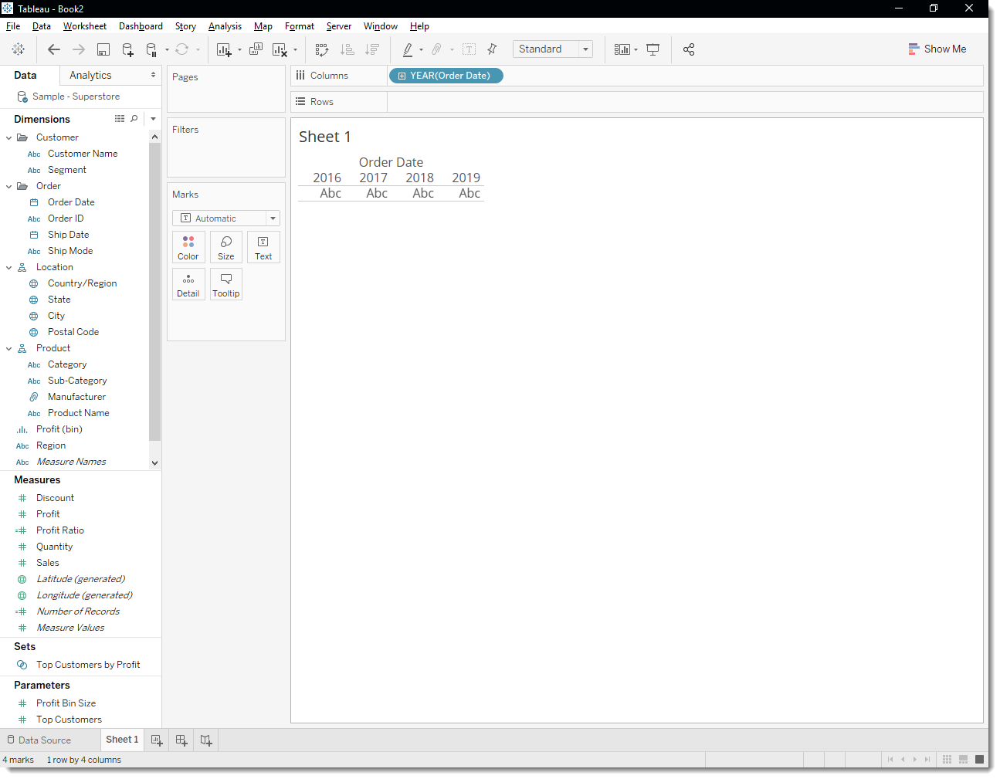 Tableau - Book2
File Data Worksheet Dashboard Story Analysis Map Format Server Window Help
Standard
Show Me
Data Analytics
Sample - Superstore
Dimensions
Customer
Abc Customer Name
Abc Segment
Order
Order Date
Abc Order ID
Ship Date
Abc Ship Mode
Location
Country/Region
State
City
Postal Code
Product
Abc Category
Abc Sub-Category
Manufacturer
Abc Product Name
Profit (bin)
Abc Region
Abc Measure Names
Measures
Discount
Profit
Profit Ratio
Quantity
Sales
Latitude (generated)
Longitude (generated)
Number of Records
Measure Values
Sets
Top Customers by Profit
Parameters
Profit Bin Size
Top Customers
Pages
Filters
Marks
T Automatic
Color Size Text
Detail Tooltip
Columns YEAR(Order Date)
Rows
Sheet 1
Order Date
2016 2017 2018 2019
Abc Abc Abc Abc
Data Source Sheet 1
4 marks 1 row by 4 columns